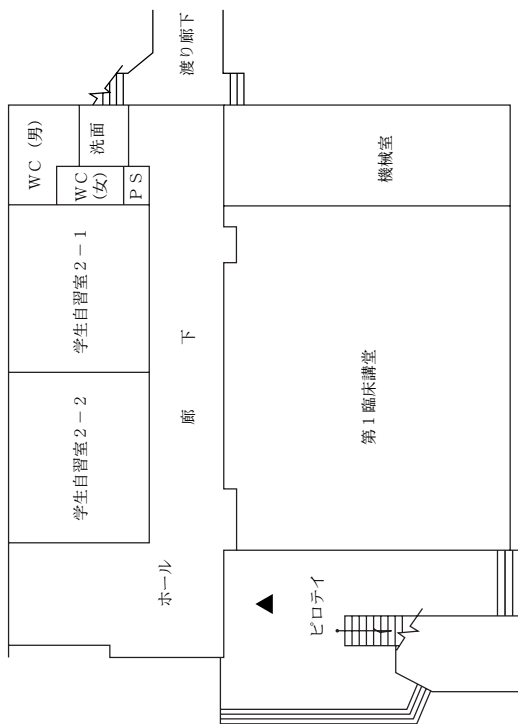 渡り廊下
WC（男）
洗面
WC
（女）
PS
機械室
学生自習室２－１
学生自習室２－２
廊下
第１臨床講堂
ホール
ピロテイ